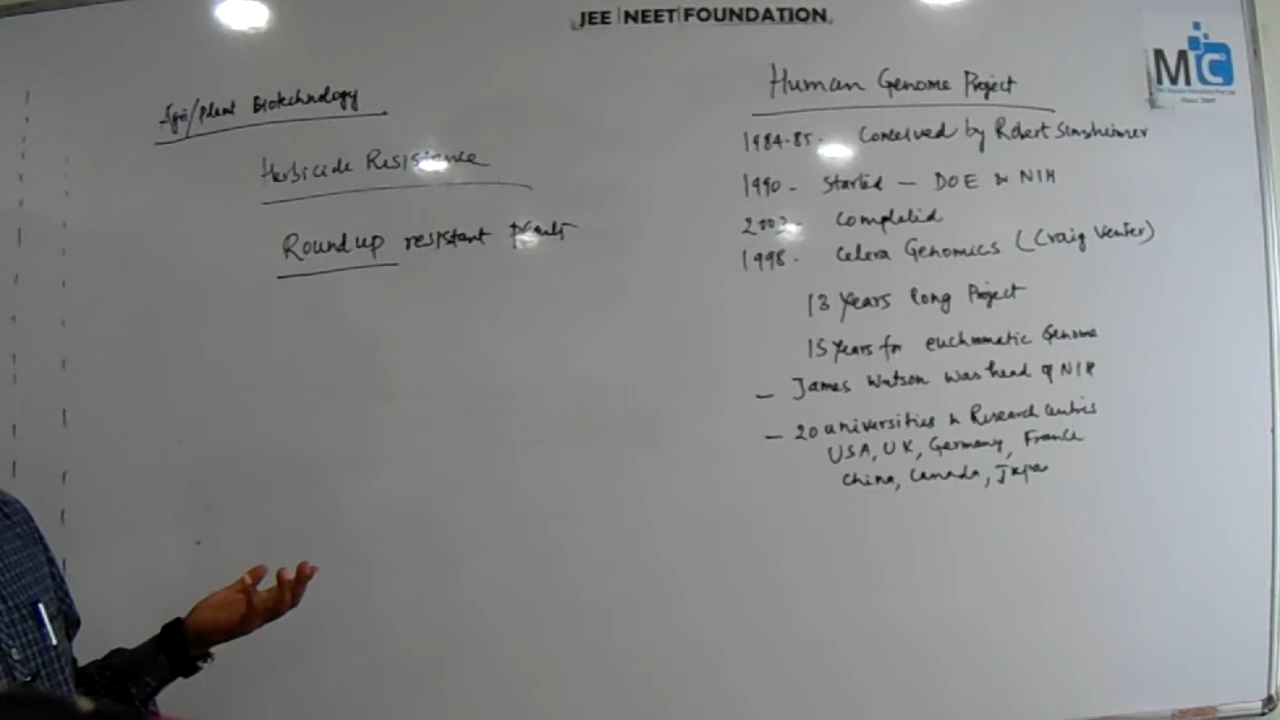 JEE NEET FOUNDATION
MC
Agri/Plant Biotechnology
Herbicide Resistance
Roundup resistant plants
Human Genome Project
1984-85- Conceived by Robert Sinsheimer
1990- Started - DOE & NIH
2003- Completed
1998- Celera Genomics (Craig Venter)
13 Years long Project
15 Years for euchromatic Genome
- James Watson was head of NIH
- 20 universities & Research centres
USA, UK, Germany, France
China, Canada, Japan